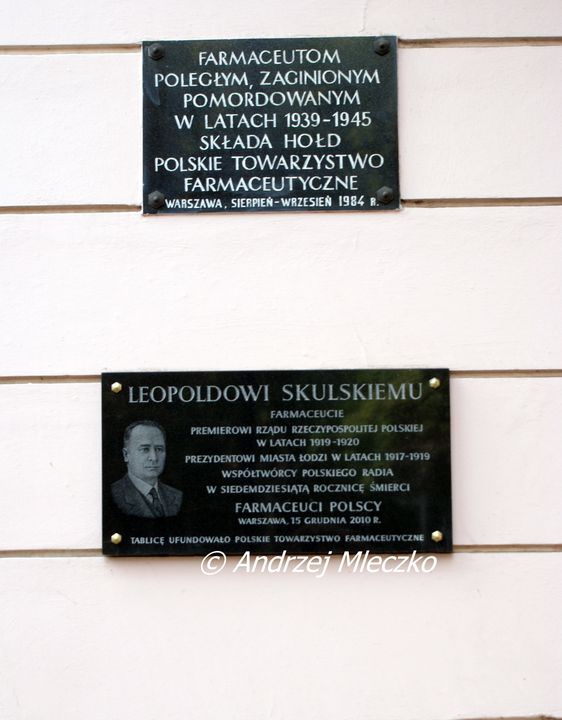 FARMACEUTOM
POLEGŁYM, ZAGINIONYM
POMORDOWANYM
W LATACH 1939-1945
SKŁADA HOŁD
POLSKIE TOWARZYSTWO
FARMACEUTYCZNE
WARSZAWA, SIERPIEŃ-WRZESIEŃ 1984 R.
LEOPOLDOWI SKULSKIEMU
FARMACEUCIE
PREMIEROWI RZĄDU RZECZYPOSPOLITEJ POLSKIEJ
W LATACH 1919-1920
PREZYDENTOWI MIASTA ŁODZI W LATACH 1917-1919
WSPÓŁTWÓRCY POLSKIEGO RADIA
W SIEDEMDZIESIĄTĄ ROCZNICĘ ŚMIERCI
FARMACEUCI POLSCY
WARSZAWA, 15 GRUDNIA 2010 R.
TABLICĘ UFUNDOWAŁO POLSKIE TOWARZYSTWO FARMACEUTYCZNE
© Andrzej Mleczko